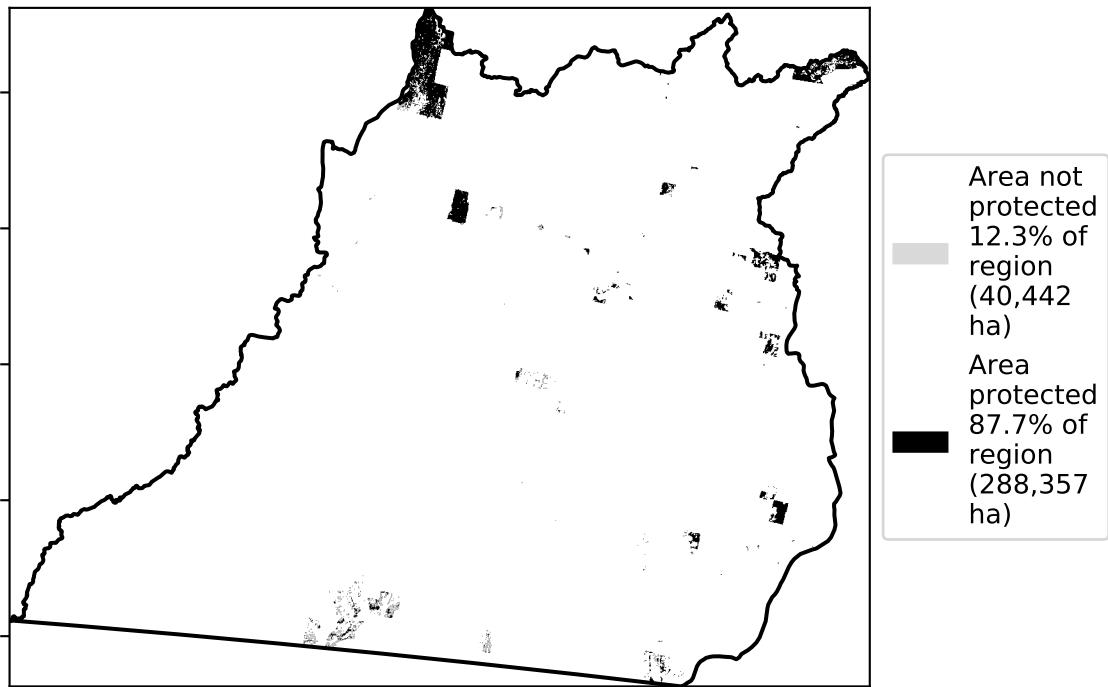 Area not
protected
12.3% of
region
(40,442
ha)
Area
protected
87.7% of
region
(288,357
ha)